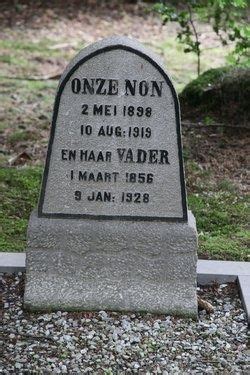 ONZE NON
2 MEI 1898
10 AUG: 1919
EN HAAR VADER
1 MAART 1856
9 JAN: 1928